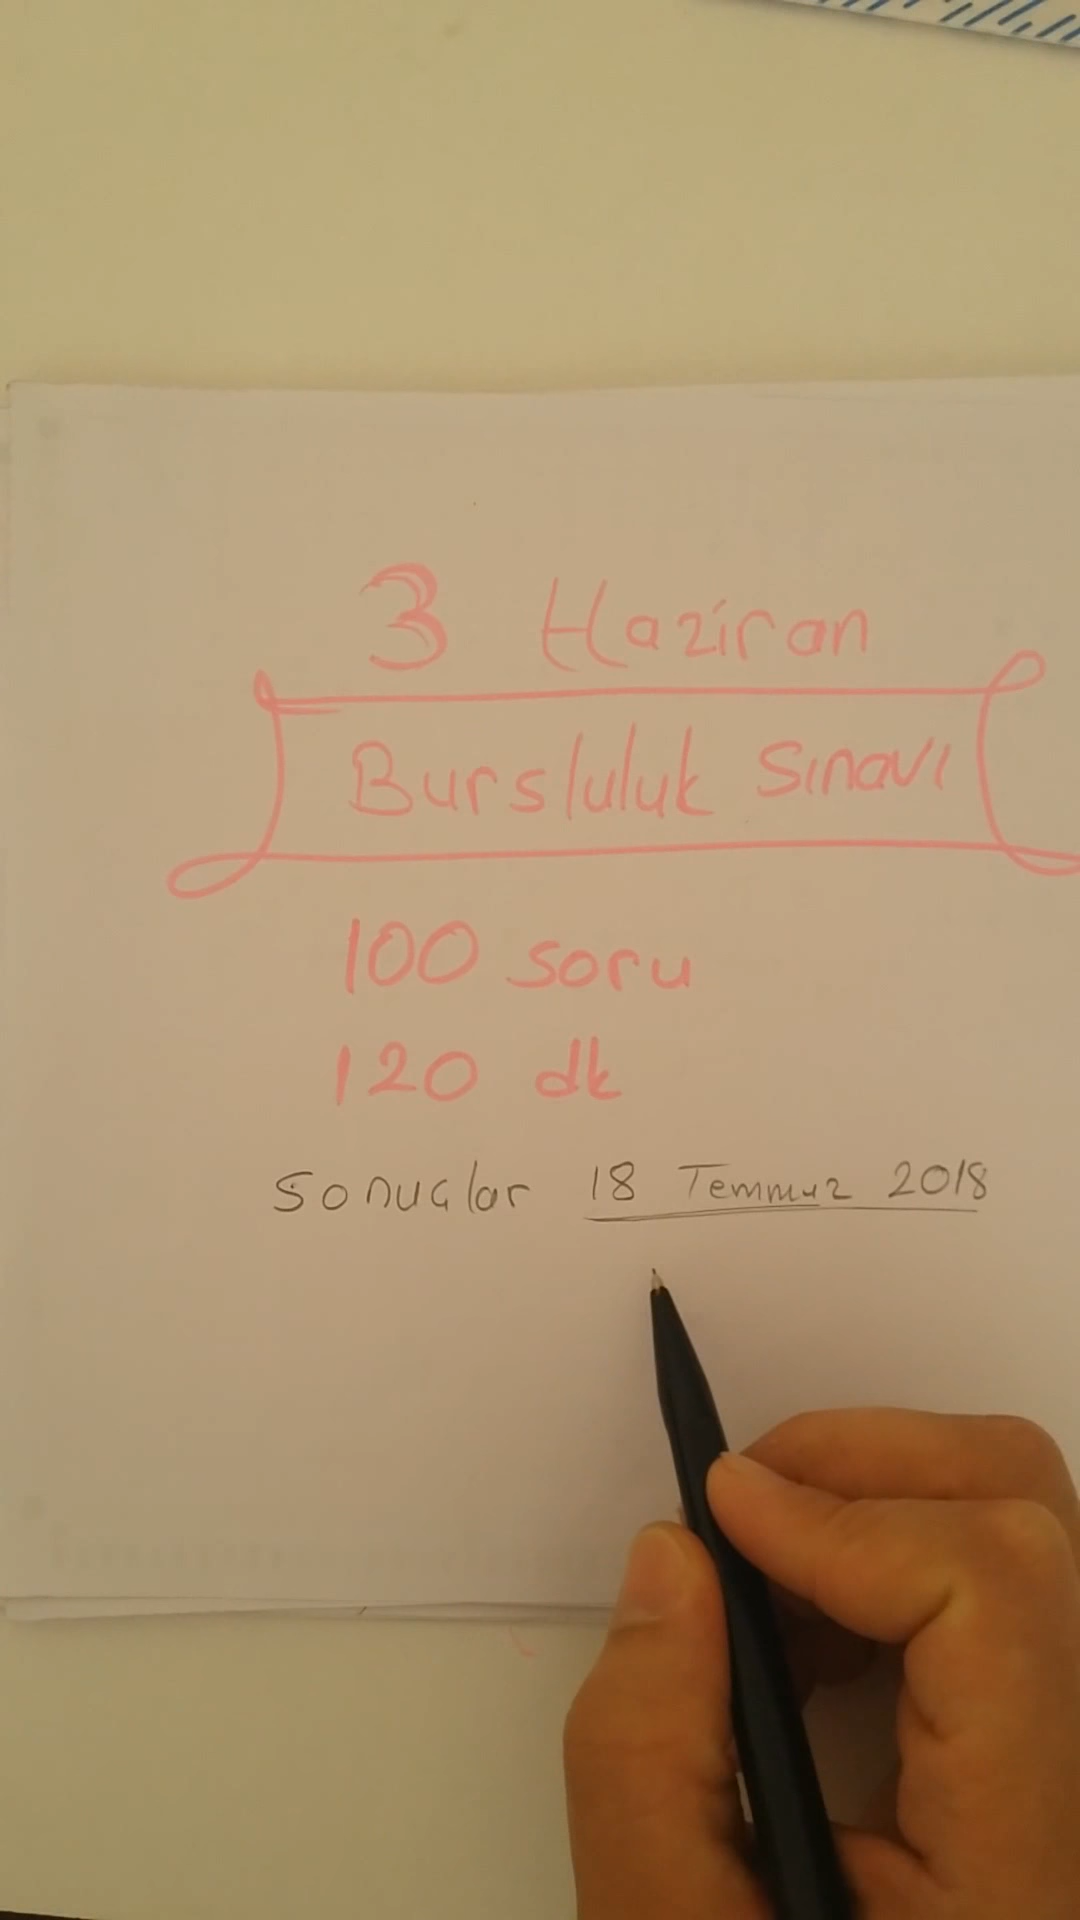 3 Haziran
Bursluluk Sınavı
100 soru
120 dk
Sonuçlar 18 Temmuz 2018